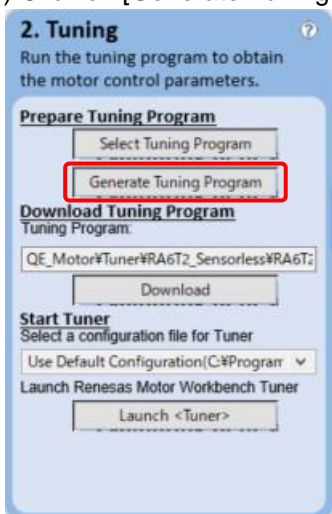 2. Tuning
Run the tuning program to obtain
the motor control parameters.
Prepare Tuning Program
Select Tuning Program
Generate Tuning Program
Download Tuning Program
Tuning Program:
QE_Motor¥Tuner¥RA6T2_Sensorless¥RA6T2
Download
Start Tuner
Select a configuration file for Tuner
Use Default Configuration(C:¥Program
Launch Renesas Motor Workbench Tuner
Launch <Tuner>